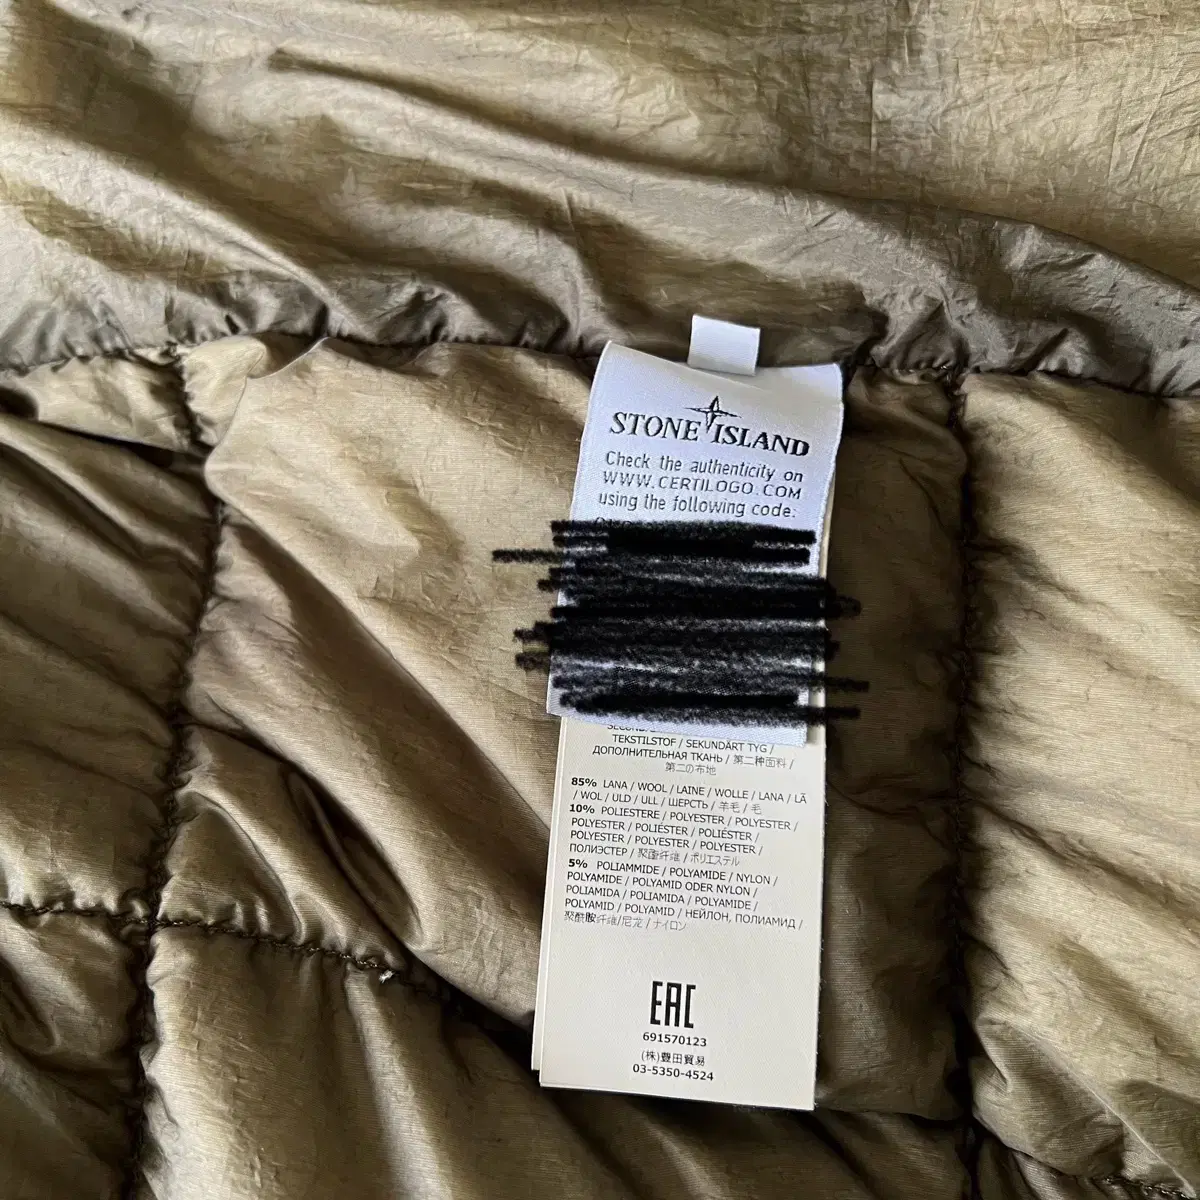 STONE ISLAND
Check the authenticity on
WWW.CERTILOGO.COM
using the following code:
TEKSTILSTOF / SEKUNDÄRT TYG /
ДОПОЛНИТЕЛЬНАЯ ТКАНЬ / 第二种面料 /
第二の布地
85% LANA / WOOL / LAINE / WOLLE / LANA / LÃ
/ WOL / ULD / ULL / ШЕРСТЬ / 羊毛 / 毛
10% POLIESTERE / POLYESTER / POLYESTER /
POLYESTER / POLIÉSTER / POLIÉSTER /
POLYESTER / POLYESTER / POLYESTER /
ПОЛИЭСТЕР / 聚酯纤维 / ポリエステル
5% POLIAMMIDE / POLYAMIDE / NYLON /
POLYAMIDE / POLYAMID ODER NYLON /
POLIAMIDA / POLIAMIDA / POLYAMIDE /
POLYAMID / POLYAMID / НЕЙЛОН, ПОЛИАМИД /
聚酰胺纤维/尼龙 / ナイロン
EAC
691570123
(株)豊田貿易
03-5350-4524